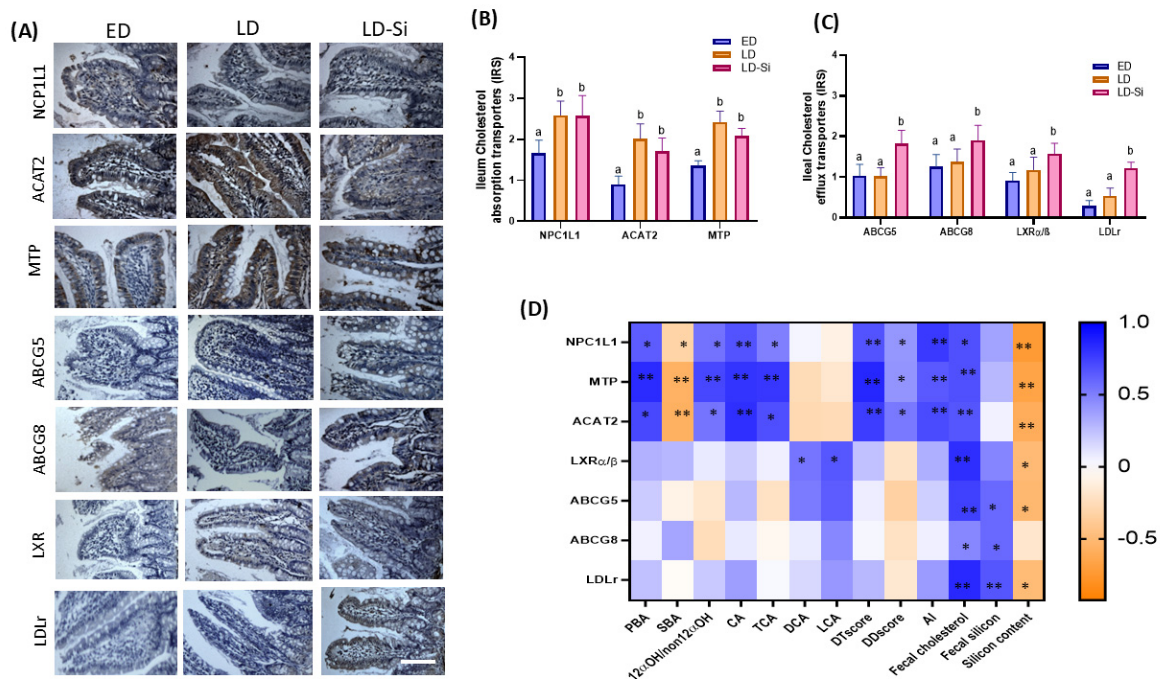 (A)
ED
LD
LD-Si
NCP1L1
ACAT2
MTP
ABCG5
ABCG8
LXR
LDLr
(B)
Ileum Cholesterol
absorption transporters (IRS)
4
3
2
1
0
ED
LD
LD-Si
a b b
a b b
a b b
NPC1L1 ACAT2 MTP
(C)
Ileal Cholesterol
efflux transporters (IRS)
4
3
2
1
0
ED
LD
LD-Si
a a b
a a b
a a b
a a b
ABCG5 ABCG8 LXRα/ß LDLr
(D)
NPC1L1 * * * ** * ** * ** * **
MTP ** ** ** ** ** ** * ** ** **
ACAT2 * ** * ** * ** * ** ** **
LXRα/β * * ** *
ABCG5 ** * *
ABCG8 * *
LDLr ** ** *
PBA
SBA
12αOH/non12αOH
CA
TCA
DCA
LCA
DTscore
DDscore
AI
Fecal cholesterol
Fecal silicon
Silicon content
1.0
0.5
0
-0.5